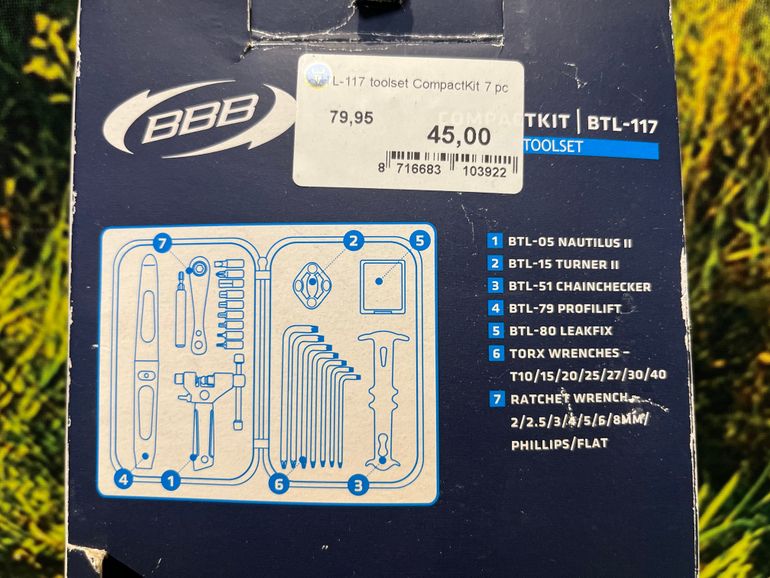 L-117 toolset CompactKit 7 pc
79,95
45,00
8 716683 103922
BBB
COMPACTKIT | BTL-117
TOOLSET
7
2
5
4
1
6
3
1 BTL-05 NAUTILUS II
2 BTL-15 TURNER II
3 BTL-51 CHAINCHECKER
4 BTL-79 PROFILIFT
5 BTL-80 LEAKFIX
6 TORX WRENCHES –
T10/15/20/25/27/30/40
7 RATCHET WRENCH –
2/2.5/3/4/5/6/8MM/
PHILLIPS/FLAT